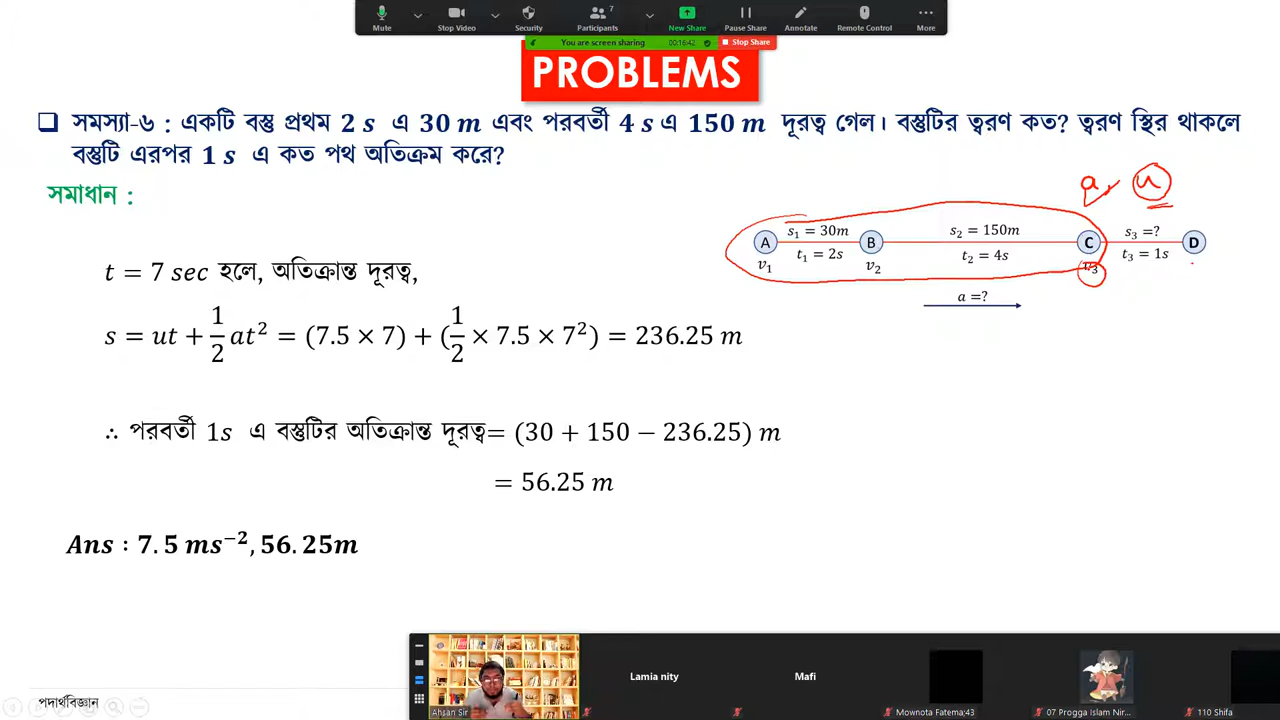 Mute
Stop Video
Security
7
Participants
New Share
Pause Share
Annotate
Remote Control
More
You are screen sharing
00:16:42
Stop Share
PROBLEMS
সমস্যা-৬ : একটি বস্তু প্রথম 2 s এ 30 m এবং পরবর্তী 4 s এ 150 m দূরত্ব গেল। বস্তুটির ত্বরণ কত? ত্বরণ স্থির থাকলে
বস্তুটি এরপর 1 s এ কত পথ অতিক্রম করে?
সমাধান :
a, u
s₁ = 30m s₂ = 150m s₃ =?
A B C D
t₁ = 2s t₂ = 4s t₃ = 1s
v₁ v₂ v₃
a =?
t = 7 sec হলে, অতিক্রান্ত দূরত্ব,
s = ut + 1/2 at² = (7.5 × 7) + (1/2 × 7.5 × 7²) = 236.25 m
∴ পরবর্তী 1s এ বস্তুটির অতিক্রান্ত দূরত্ব= (30 + 150 − 236.25) m
= 56.25 m
Ans : 7.5 ms⁻², 56.25m
পদার্থবিজ্ঞান
Ahsan Sir
Lamia nity
Mafi
Mownota Fatema;43
07 Progga Islam Nir...
110 Shifa